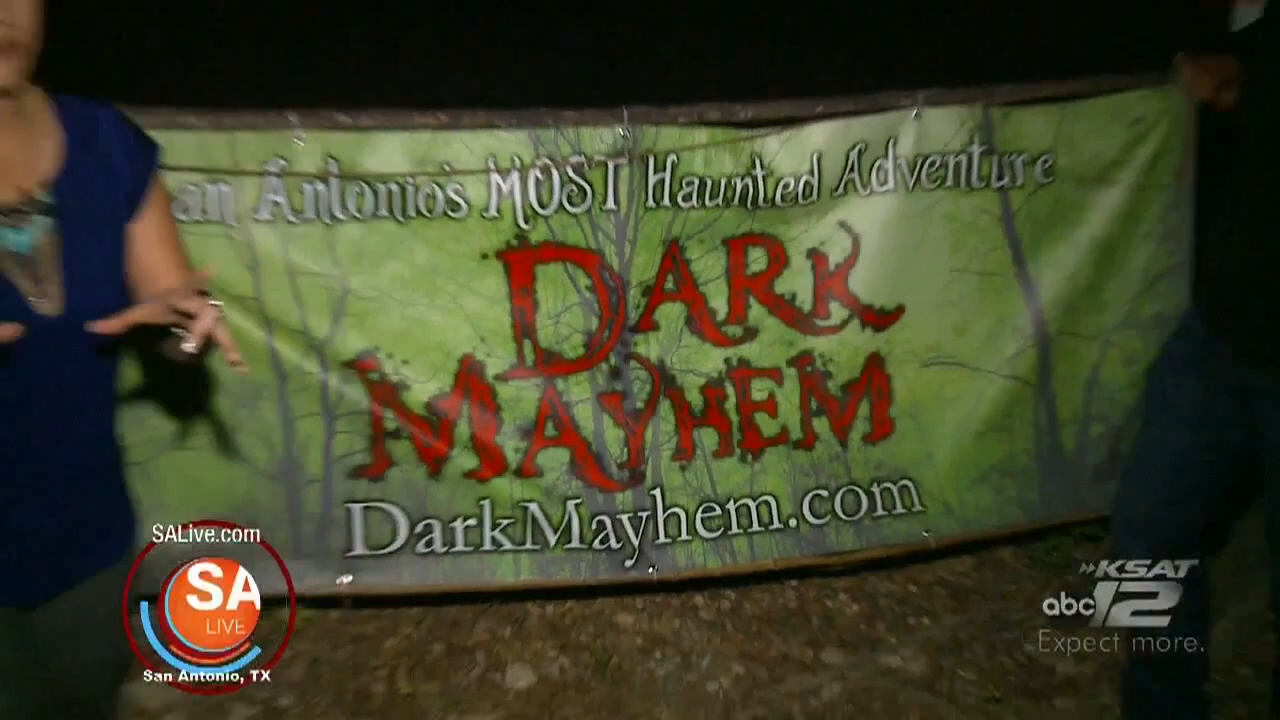 an Antonio's MOST Haunted Adventure
DARK
MAYHEM
DarkMayhem.com
SALive.com
SA
LIVE
San Antonio, TX
KSAT
abc 12
Expect more.